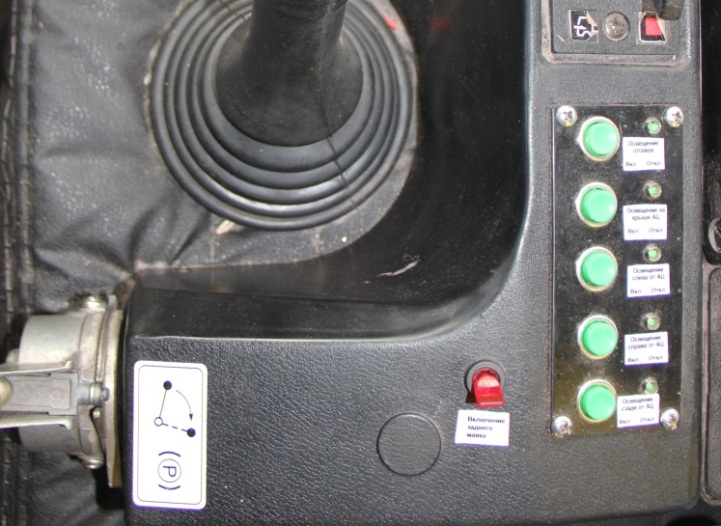 Освещение
отсеков
Вкл Откл
Освещение на
крыше АЦ
Вкл Откл
Освещение
слева от АЦ
Вкл Откл
Освещение
справа от АЦ
Вкл Откл
Освещение
сзади от АЦ
Вкл Откл
Включение
заднего
маяка
(P)